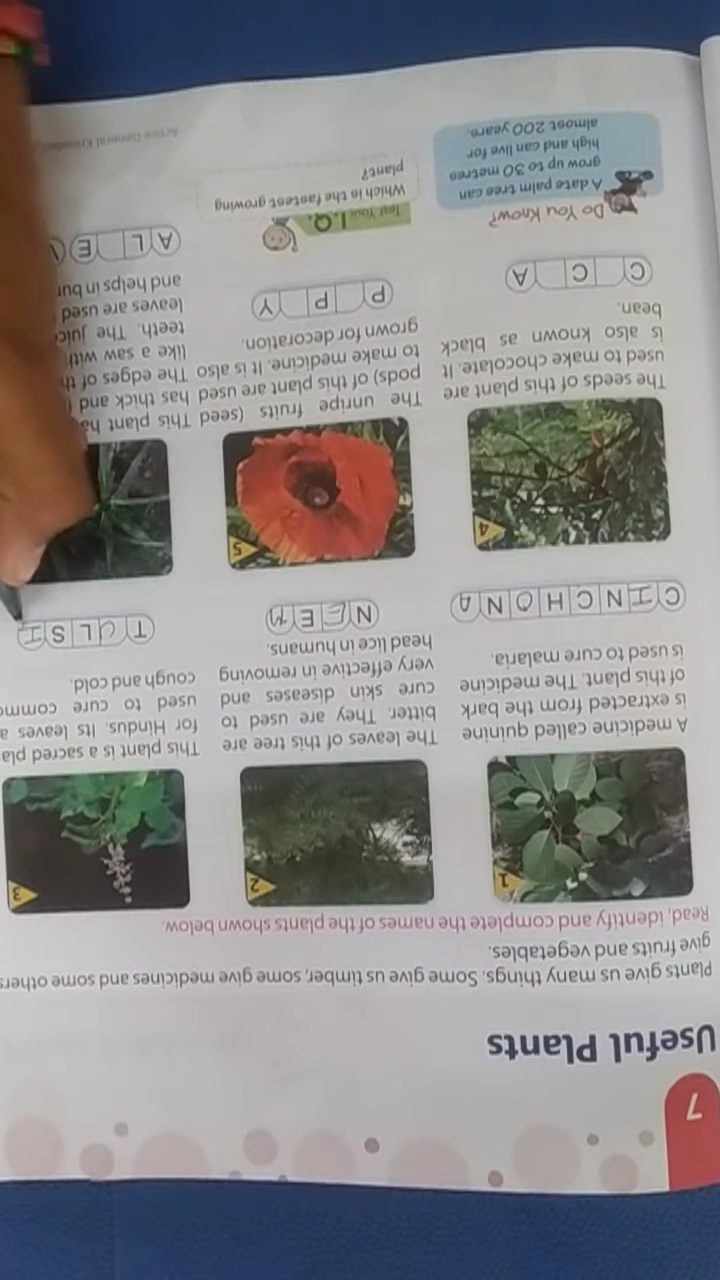 7
Useful Plants
Plants give us many things. Some give us timber, some give medicines and some others
give fruits and vegetables.
Read, identify and complete the names of the plants shown below.
1
A medicine called quinine
is extracted from the bark
of this plant. The medicine
is used to cure malaria.
CINCHONA
2
The leaves of this tree are
bitter. They are used to
cure skin diseases and
very effective in removing
head lice in humans.
NEEM
3
This plant is a sacred
for Hindus. Its leaves
used to cure
cough and cold.
TULSI
4
The seeds of this plant are
used to make chocolate. It
is also known as black
bean.
C C A
5
The unripe fruits (seed
pods) of this plant are used
to make medicine. It is also
grown for decoration.
P P Y
This plant
has thick and
The edges of
like a saw
teeth. The
leaves are used
and helps in
A L E
Do You Know?
A date palm tree can
grow up to 30 metres
high and can live for
almost 200 years.
Test Your I.Q.
Which is the fastest growing
plant?
Active General